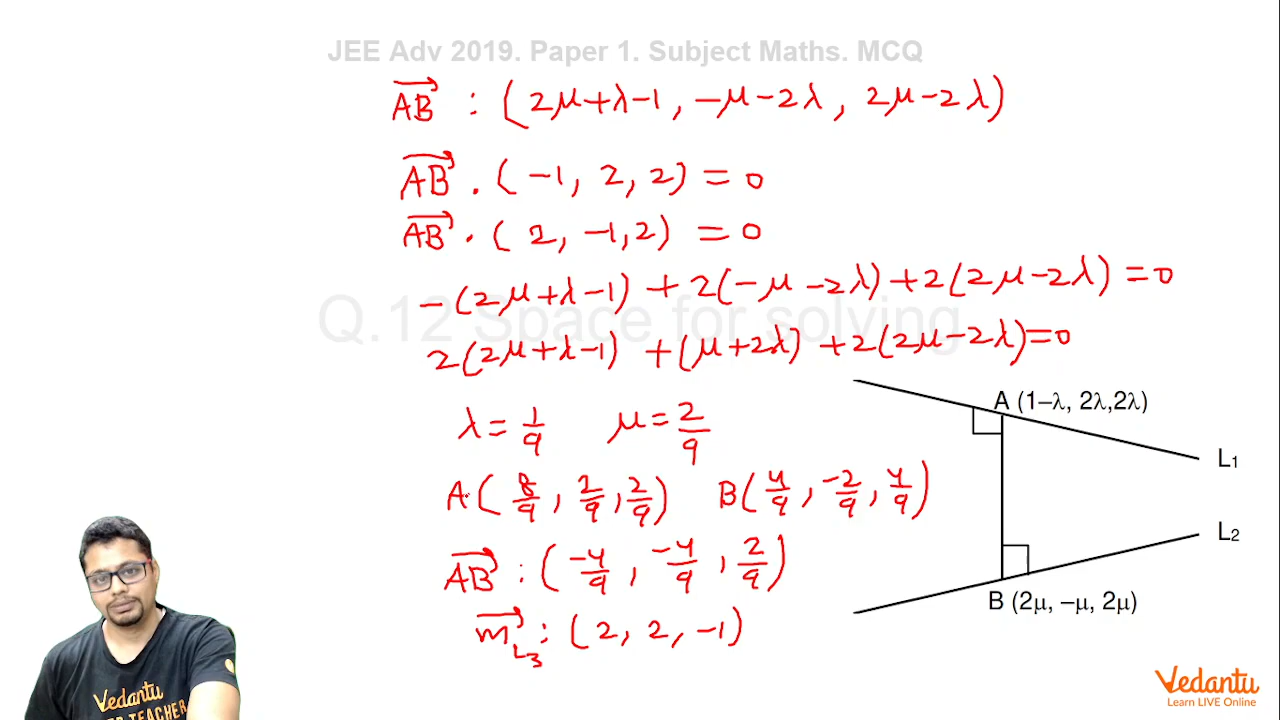 JEE Adv 2019. Paper 1. Subject Maths. MCQ
AB : (2μ+λ-1, -μ-2λ, 2μ-2λ)
AB . (-1, 2, 2) = 0
AB . (2, -1, 2) = 0
-(2μ+λ-1) + 2(-μ-2λ) + 2(2μ-2λ) = 0
Q.12 Space for solving
2(2μ+λ-1) + (μ+2λ) + 2(2μ-2λ) = 0
A (1–λ, 2λ,2λ)
λ = 1/9 μ = 2/9
L1
A(8/9, 2/9, 2/9) B(4/9, -2/9, 4/9)
L2
AB : (-4/9, -4/9, 2/9)
B (2μ, –μ, 2μ)
m L3 : (2, 2, -1)
Vedantu
Learn LIVE Online
Vedantu
TEACHER